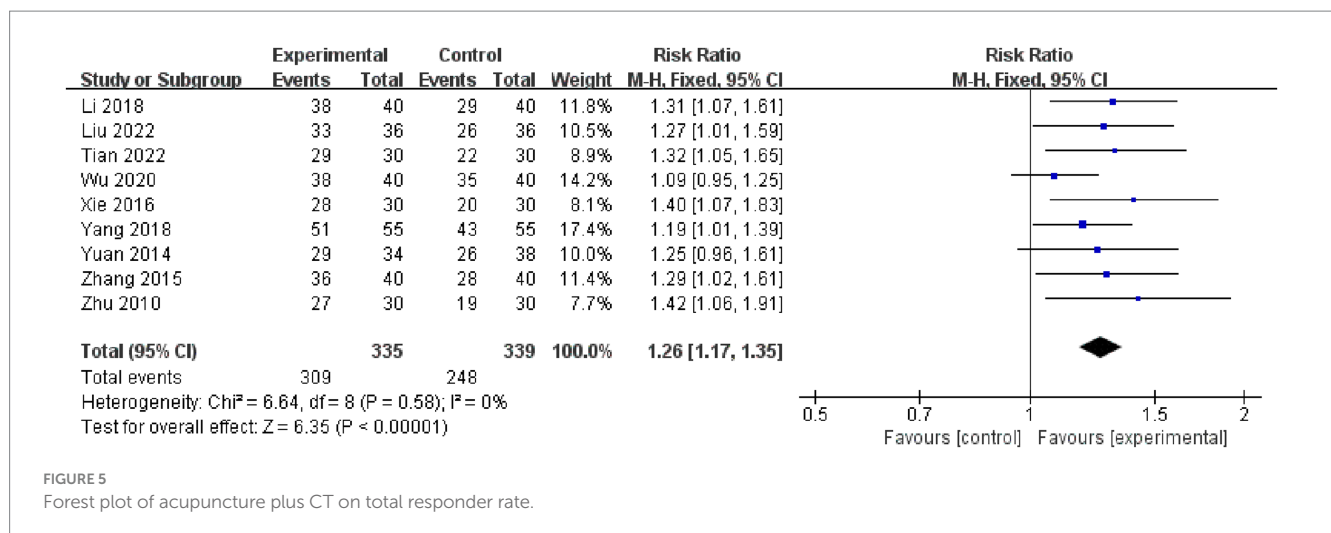 Experimental Control Risk Ratio Risk Ratio
Study or Subgroup Events Total Events Total Weight M-H, Fixed, 95% CI M-H, Fixed, 95% CI
Li 2018 38 40 29 40 11.8% 1.31 [1.07, 1.61]
Liu 2022 33 36 26 36 10.5% 1.27 [1.01, 1.59]
Tian 2022 29 30 22 30 8.9% 1.32 [1.05, 1.65]
Wu 2020 38 40 35 40 14.2% 1.09 [0.95, 1.25]
Xie 2016 28 30 20 30 8.1% 1.40 [1.07, 1.83]
Yang 2018 51 55 43 55 17.4% 1.19 [1.01, 1.39]
Yuan 2014 29 34 26 38 10.0% 1.25 [0.96, 1.61]
Zhang 2015 36 40 28 40 11.4% 1.29 [1.02, 1.61]
Zhu 2010 27 30 19 30 7.7% 1.42 [1.06, 1.91]
Total (95% CI) 335 339 100.0% 1.26 [1.17, 1.35]
Total events 309 248
Heterogeneity: Chi² = 6.64, df = 8 (P = 0.58); I² = 0%
Test for overall effect: Z = 6.35 (P < 0.00001)
0.5 0.7 1 1.5 2
Favours [control] Favours [experimental]
FIGURE 5
Forest plot of acupuncture plus CT on total responder rate.